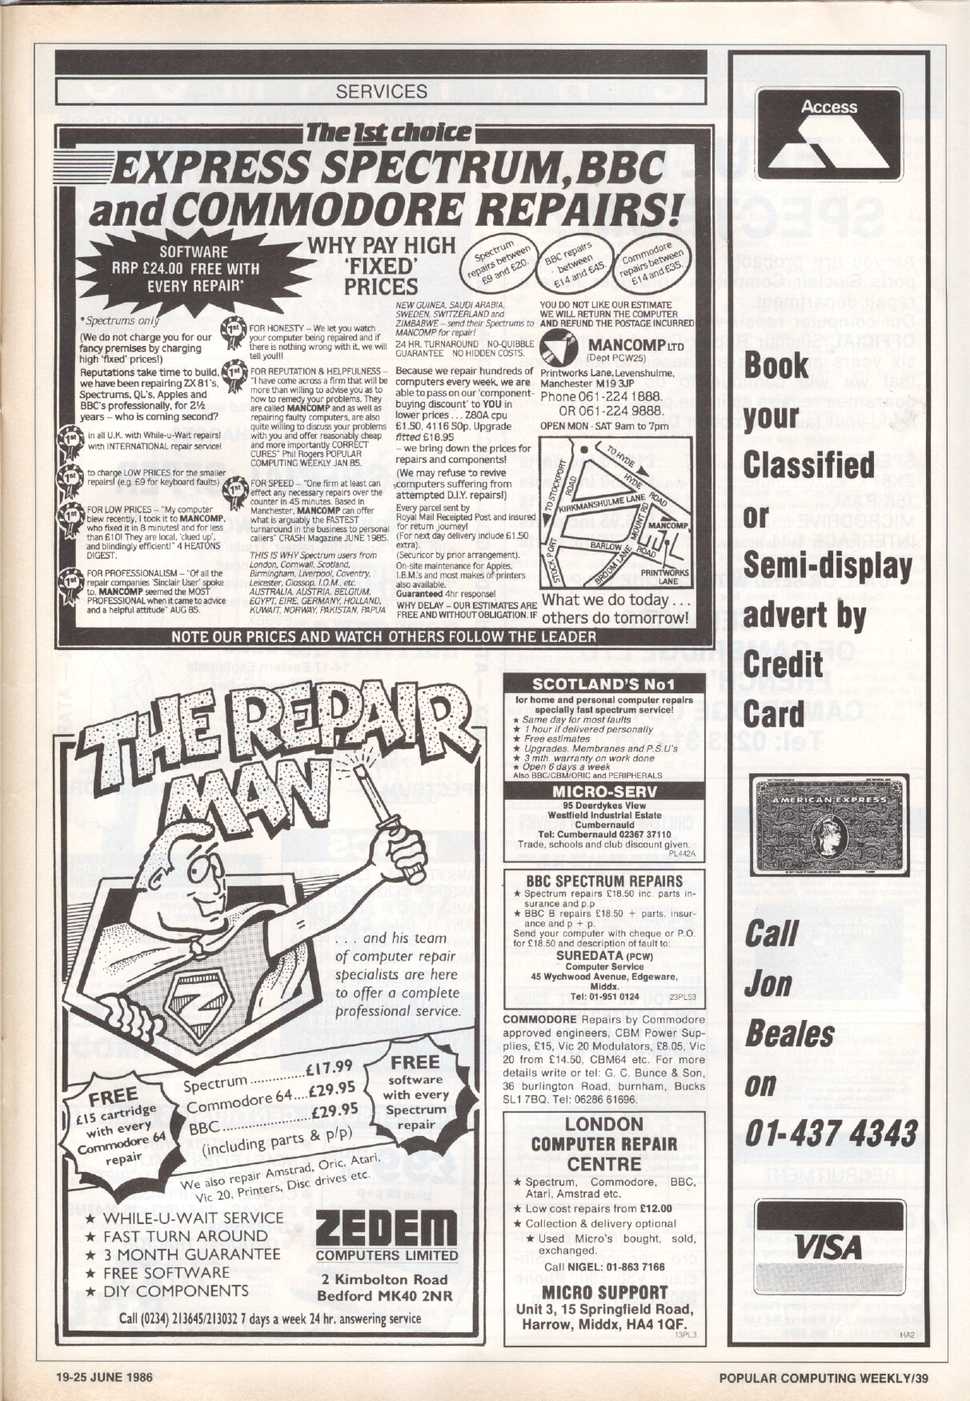 SERVICES
The 1st choice
EXPRESS SPECTRUM, BBC
and COMMODORE REPAIRS!
SOFTWARE
RRP £24.00 FREE WITH
EVERY REPAIR*
WHY PAY HIGH
'FIXED'
PRICES
Spectrum
repairs between
£9 and £20.
BBC repairs
between
£14 and £45
Commodore
repairs between
£14 and £35.
*Spectrums only
(We do not charge you for our
fancy premises by charging
high 'fixed' prices!)
Reputations take time to build,
we have been repairing ZX 81's,
Spectrums, QL's, Apples and
BBC's professionally, for 2½
years – who is coming second?
1st
in all U.K. with While-u-Wait repairs!
with INTERNATIONAL repair service!
1st
to charge LOW PRICES for the smaller
repairs! (e.g. £9 for keyboard faults)
1st
FOR LOW PRICES – "My computer
blew recently, I took it to MANCOMP,
who fixed it in 8 minutes! and for less
than £10! They are local, 'clued up',
and blindingly efficient!" 4 HEATONS
DIGEST.
1st
FOR PROFESSIONALISM – "Of all the
repair companies 'Sinclair User' spoke
to, MANCOMP seemed the MOST
PROFESSIONAL when it came to advice
and a helpful attitude" AUG 85.
1st
FOR HONESTY – We let you watch
your computer being repaired and if
there is nothing wrong with it, we will
tell you!!!
1st
FOR REPUTATION & HELPFULNESS –
"I have come across a firm that will be
more than willing to advise you as to
how to remedy your problems. They
are called MANCOMP and as well as
repairing faulty computers, are also
quite willing to discuss your problems
with you and offer reasonably cheap
and more importantly CORRECT
CURES" Phil Rogers POPULAR
COMPUTING WEEKLY JAN 85.
1st
FOR SPEED – "One firm at least can
effect any necessary repairs over the
counter in 45 minutes. Based in
Manchester, MANCOMP can offer
what is arguably the FASTEST
turnaround in the business to personal
callers" CRASH Magazine JUNE 1985.
THIS IS WHY Spectrum users from
London, Cornwall, Scotland,
Birmingham, Liverpool, Coventry,
Leicester, Glossop, I.O.M. etc,
AUSTRALIA, AUSTRIA, BELGIUM,
EGYPT, EIRE, GERMANY, HOLLAND,
KUWAIT, NORWAY, PAKISTAN, PAPUA
NEW GUINEA, SAUDI ARABIA,
SWEDEN, SWITZERLAND and
ZIMBABWE – send their Spectrums to
MANCOMP for repair!
24 HR. TURNAROUND NO-QUIBBLE
GUARANTEE NO HIDDEN COSTS.
Because we repair hundreds of
computers every week, we are
able to pass on our 'component-
buying discount' to YOU in
lower prices . . . Z80A cpu
£1.50, 4116 50p, Upgrade
fitted £18.95
– we bring down the prices for
repairs and components!
(We may refuse to revive
computers suffering from
attempted D.I.Y. repairs!)
Every parcel sent by
Royal Mail Receipted Post and insured
for return journey!
(For next day delivery include £1.50
extra).
(Securicor by prior arrangement).
On-site maintenance for Apples,
I.B.M.'s and most makes of printers
also available.
Guaranteed 4hr response!
WHY DELAY – OUR ESTIMATES ARE
FREE AND WITHOUT OBLIGATION. IF
YOU DO NOT LIKE OUR ESTIMATE
WE WILL RETURN THE COMPUTER
AND REFUND THE POSTAGE INCURRED
MANCOMP LTD
(Dept PCW25)
Printworks Lane, Levenshulme,
Manchester M19 3JP
Phone 061-224 1888.
OR 061-224 9888.
OPEN MON - SAT 9am to 7pm
TO STOCKPORT
ROAD
TO HYDE
HYDE
ROAD
KIRKMANSHULME LANE
MOUNT RD
MANCOMP
BARLOW
ROAD
BROOM LANE
STOCKPORT
PRINTWORKS
LANE
What we do today . . .
others do tomorrow!
NOTE OUR PRICES AND WATCH OTHERS FOLLOW THE LEADER
THE REPAIR
MAN
Z
. . . and his team
of computer repair
specialists are here
to offer a complete
professional service.
FREE
£15 cartridge
with every
Commodore 64
repair
Spectrum ............ £17.99
Commodore 64 .... £29.95
BBC .................... £29.95
(including parts & p/p)
FREE
software
with every
Spectrum
repair
We also repair Amstrad, Oric, Atari,
Vic 20, Printers, Disc drives etc.
★ WHILE-U-WAIT SERVICE
★ FAST TURN AROUND
★ 3 MONTH GUARANTEE
★ FREE SOFTWARE
★ DIY COMPONENTS
ZEDEM
COMPUTERS LIMITED
2 Kimbolton Road
Bedford MK40 2NR
Call (0234) 213645/213032 7 days a week 24 hr. answering service
SCOTLAND'S No1
for home and personal computer repairs
specially fast spectrum service!
★ Same day for most faults
★ 1 hour if delivered personally
★ Free estimates
★ Upgrades. Membranes and P.S.U's
★ 3 mth. warranty on work done
★ Open 6 days a week
Also BBC/CBM/ORIC and PERIPHERALS
MICRO-SERV
95 Deerdykes View
Westfield Industrial Estate
Cumbernauld
Tel: Cumbernauld 02367 37110
Trade, schools and club discount given.
PL442A
BBC SPECTRUM REPAIRS
★ Spectrum repairs £18.50 inc. parts in-
surance and p.p
★ BBC B repairs £18.50 + parts, insur-
ance and p + p.
Send your computer with cheque or P.O.
for £18.50 and description of fault to:
SUREDATA (PCW)
Computer Service
45 Wychwood Avenue, Edgeware,
Middx.
Tel: 01-951 0124
23PLS3
COMMODORE Repairs by Commodore
approved engineers, CBM Power Sup-
plies, £15, Vic 20 Modulators, £8.05, Vic
20 from £14.50. CBM64 etc. For more
details write or tel: G. C. Bunce & Son,
36 burlington Road, burnham, Bucks
SL1 7BQ. Tel: 06286 61696.
LONDON
COMPUTER REPAIR
CENTRE
★ Spectrum, Commodore, BBC,
Atari, Amstrad etc.
★ Low cost repairs from £12.00
★ Collection & delivery optional
★ Used Micro's bought, sold,
exchanged.
Call NIGEL: 01-863 7166
MICRO SUPPORT
Unit 3, 15 Springfield Road,
Harrow, Middx, HA4 1QF.
13PL3
Access
Book
your
Classified
or
Semi-display
advert by
Credit
Card
AMERICAN EXPRESS
Call
Jon
Beales
on
01-437 4343
VISA
HA2
19-25 JUNE 1986
POPULAR COMPUTING WEEKLY/39